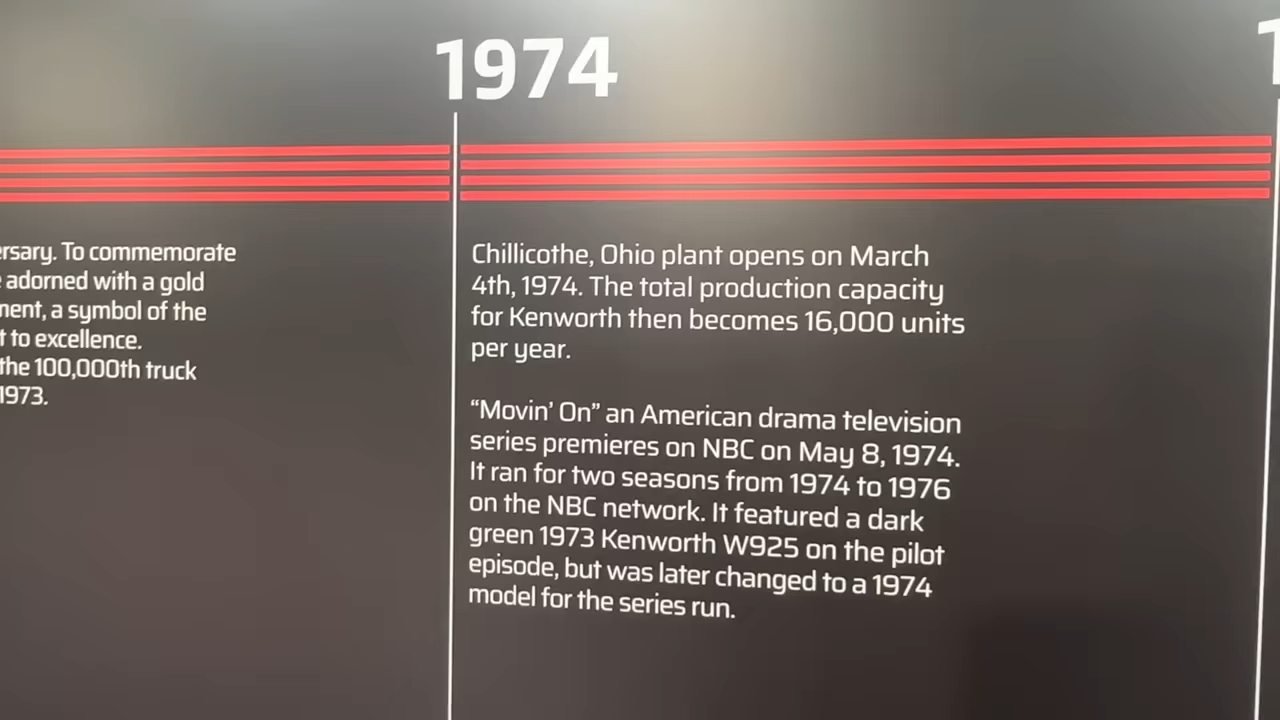 1974
To commemorate
adorned with a gold
a symbol of the
to excellence.
the 100,000th truck
1973.
Chillicothe, Ohio plant opens on March
4th, 1974. The total production capacity
for Kenworth then becomes 16,000 units
per year.
“Movin’ On” an American drama television
series premieres on NBC on May 8, 1974.
It ran for two seasons from 1974 to 1976
on the NBC network. It featured a dark
green 1973 Kenworth W925 on the pilot
episode, but was later changed to a 1974
model for the series run.